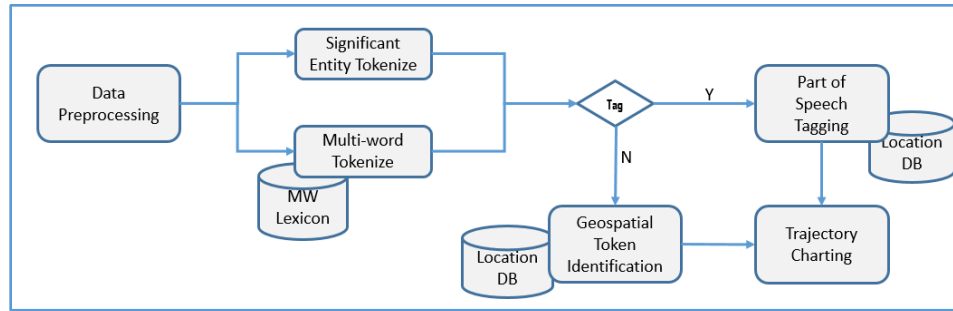 Data
Preprocessing
Significant
Entity Tokenize
Multi-word
Tokenize
MW
Lexicon
Tag
Y
N
Part of
Speech
Tagging
Location
DB
Geospatial
Token
Identification
Location
DB
Trajectory
Charting